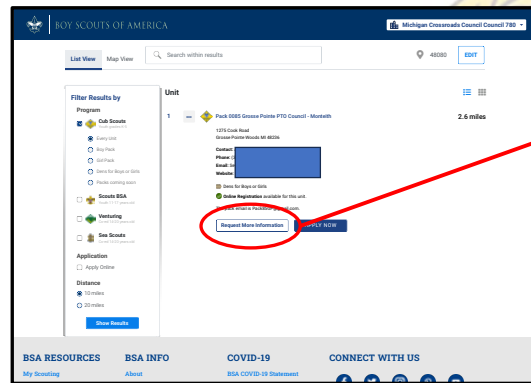 BOY SCOUTS OF AMERICA
Michigan Crossroads Council Council 780
List View Map View
Search within results
48080
EDIT
Filter Results by
Program
Cub Scouts
Every Unit
Boy Pack
Girl Pack
Dens for Boys or Girls
Packs coming soon
Scouts BSA
Venturing
Sea Scouts
Application
Apply Online
Distance
10 miles
20 miles
Show Results
Unit
1
Pack 0085 Grosse Pointe PTO Council - Monteith
2.6 miles
1275 Cook Road
Grosse Pointe Woods MI 48236
Contact:
Phone:
Email:
Website:
Dens for Boys or Girls
Online Registration available for this unit.
Request More Information
APPLY NOW
BSA RESOURCES
My Scouting
BSA INFO
About
COVID-19
BSA COVID-19 Statement
CONNECT WITH US